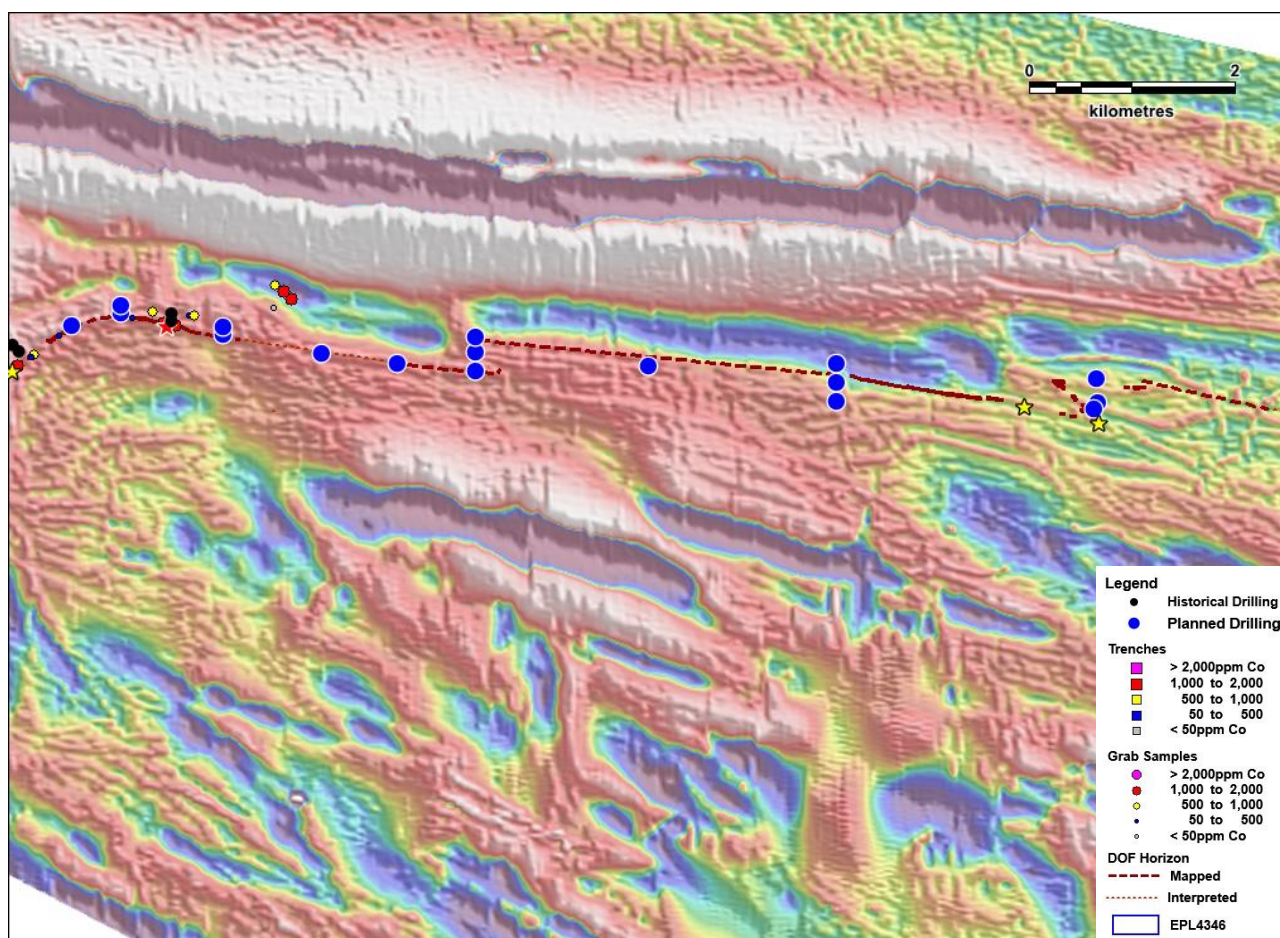 0 2
kilometres
Legend
Historical Drilling
Planned Drilling
Trenches
> 2,000ppm Co
1,000 to 2,000
500 to 1,000
50 to 500
< 50ppm Co
Grab Samples
> 2,000ppm Co
1,000 to 2,000
500 to 1,000
50 to 500
< 50ppm Co
DOF Horizon
Mapped
Interpreted
EPL4346